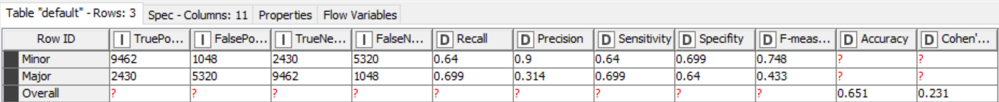 Table "default" - Rows: 3 Spec - Columns: 11 Properties Flow Variables
Row ID I TruePo... I FalsePo... I TrueNe... I FalseN... D Recall D Precision D Sensitivity D Specifity D F-meas... D Accuracy D Cohen'...
Minor 9462 1048 2430 5320 0.64 0.9 0.64 0.699 0.748 ? ?
Major 2430 5320 9462 1048 0.699 0.314 0.699 0.64 0.433 ? ?
Overall ? ? ? ? ? ? ? ? ? 0.651 0.231